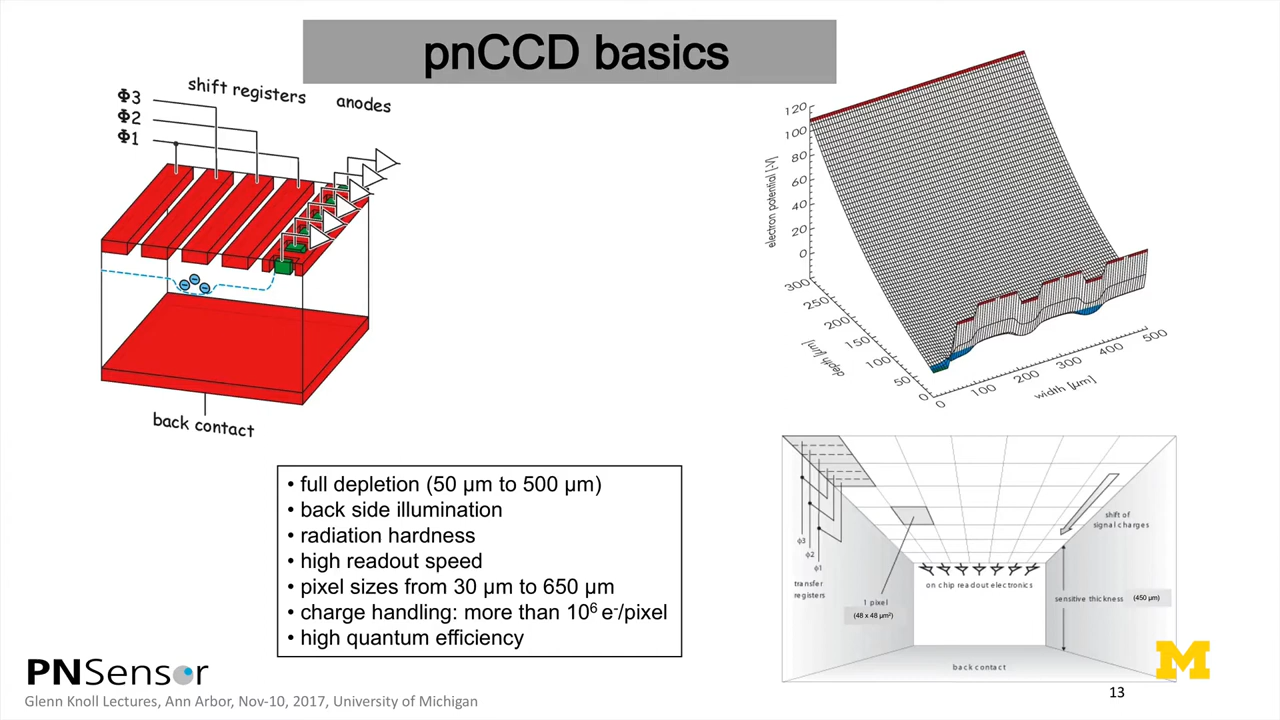 pnCCD basics
shift registers
anodes
Φ3
Φ2
Φ1
back contact
electron potential [-V]
120
100
80
60
40
20
0
300
250
200
150
100
50
0
depth [µm]
0
100
200
300
400
500
width [µm]
• full depletion (50 µm to 500 µm)
• back side illumination
• radiation hardness
• high readout speed
• pixel sizes from 30 µm to 650 µm
• charge handling: more than 10⁶ e⁻/pixel
• high quantum efficiency
shift of
signal charges
φ3
φ2
φ1
transfer
registers
on chip readout electronics
1 pixel
(48 x 48 µm²)
sensitive thickness (450 µm)
back contact
PNSensor
Glenn Knoll Lectures, Ann Arbor, Nov-10, 2017, University of Michigan
M
13